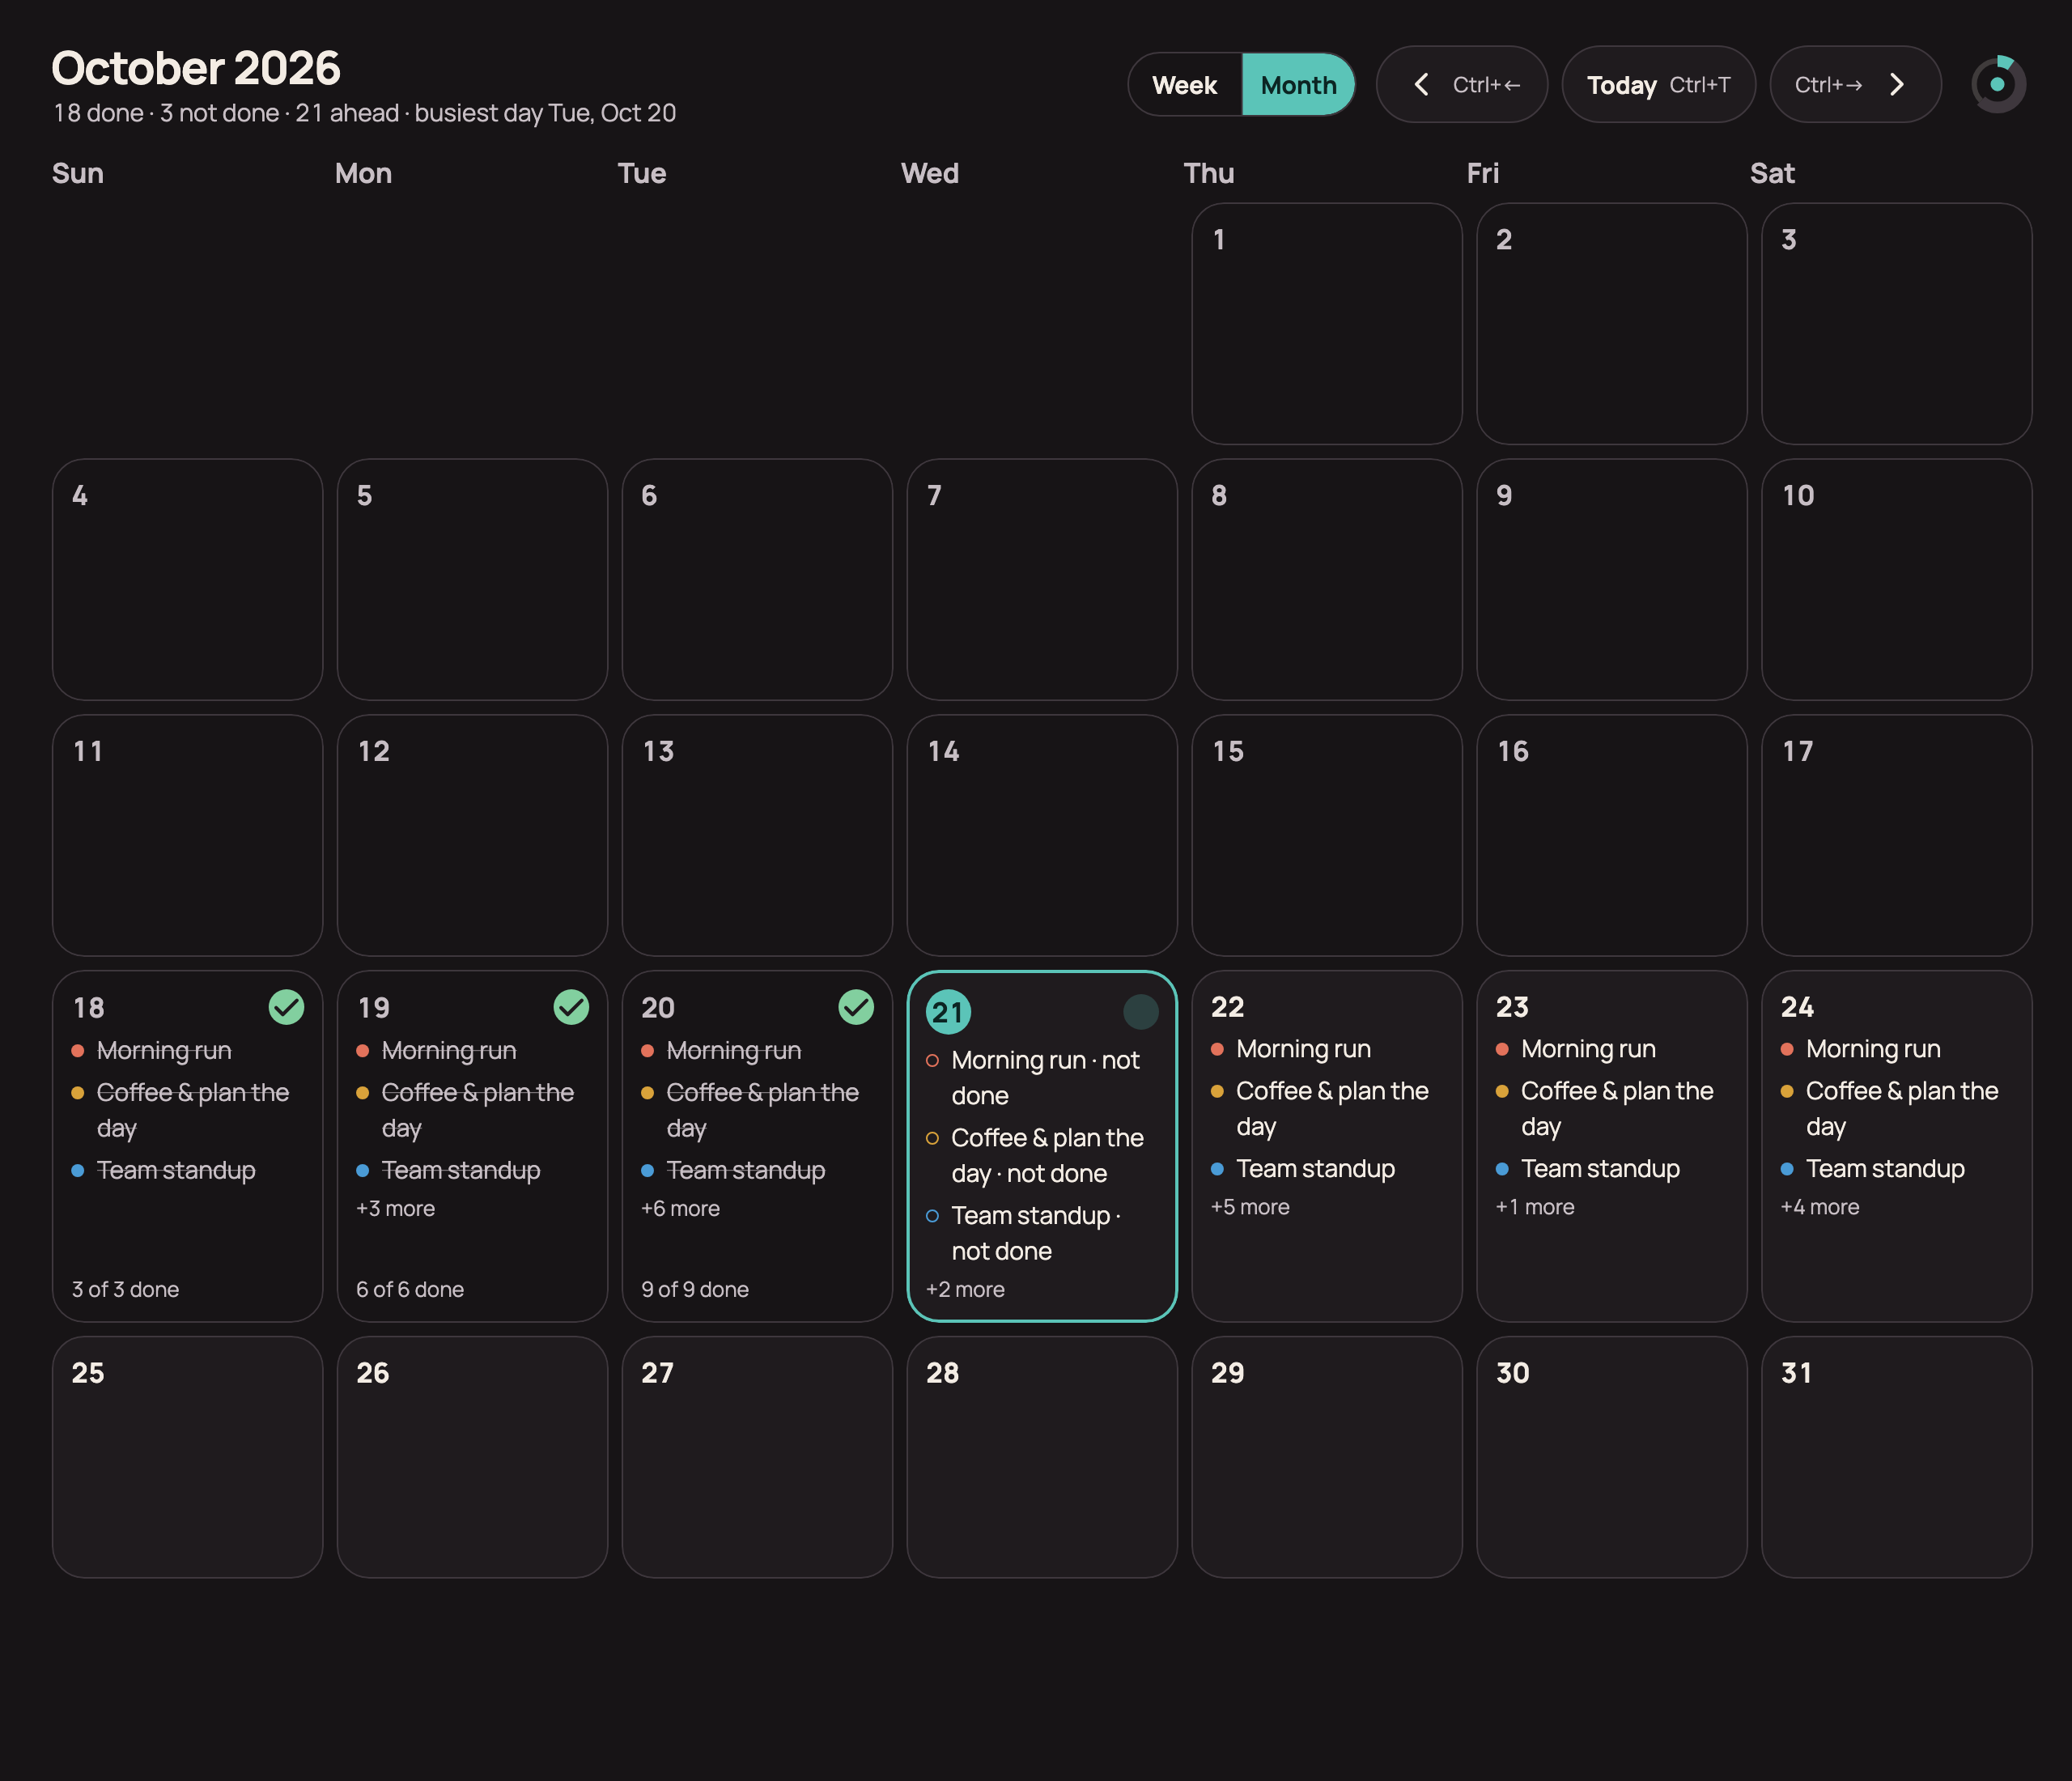 October 2026
18 done · 3 not done · 21 ahead · busiest day Tue, Oct 20
Week
Month
Ctrl+←
Today Ctrl+T
Ctrl+→
Sun Mon Tue Wed Thu Fri Sat
1
2
3
4
5
6
7
8
9
10
11
12
13
14
15
16
17
18
Morning run
Coffee & plan the
day
Team standup
3 of 3 done
19
Morning run
Coffee & plan the
day
Team standup
+3 more
6 of 6 done
20
Morning run
Coffee & plan the
day
Team standup
+6 more
9 of 9 done
21
Morning run · not
done
Coffee & plan the
day · not done
Team standup ·
not done
+2 more
22
Morning run
Coffee & plan the
day
Team standup
+5 more
23
Morning run
Coffee & plan the
day
Team standup
+1 more
24
Morning run
Coffee & plan the
day
Team standup
+4 more
25
26
27
28
29
30
31